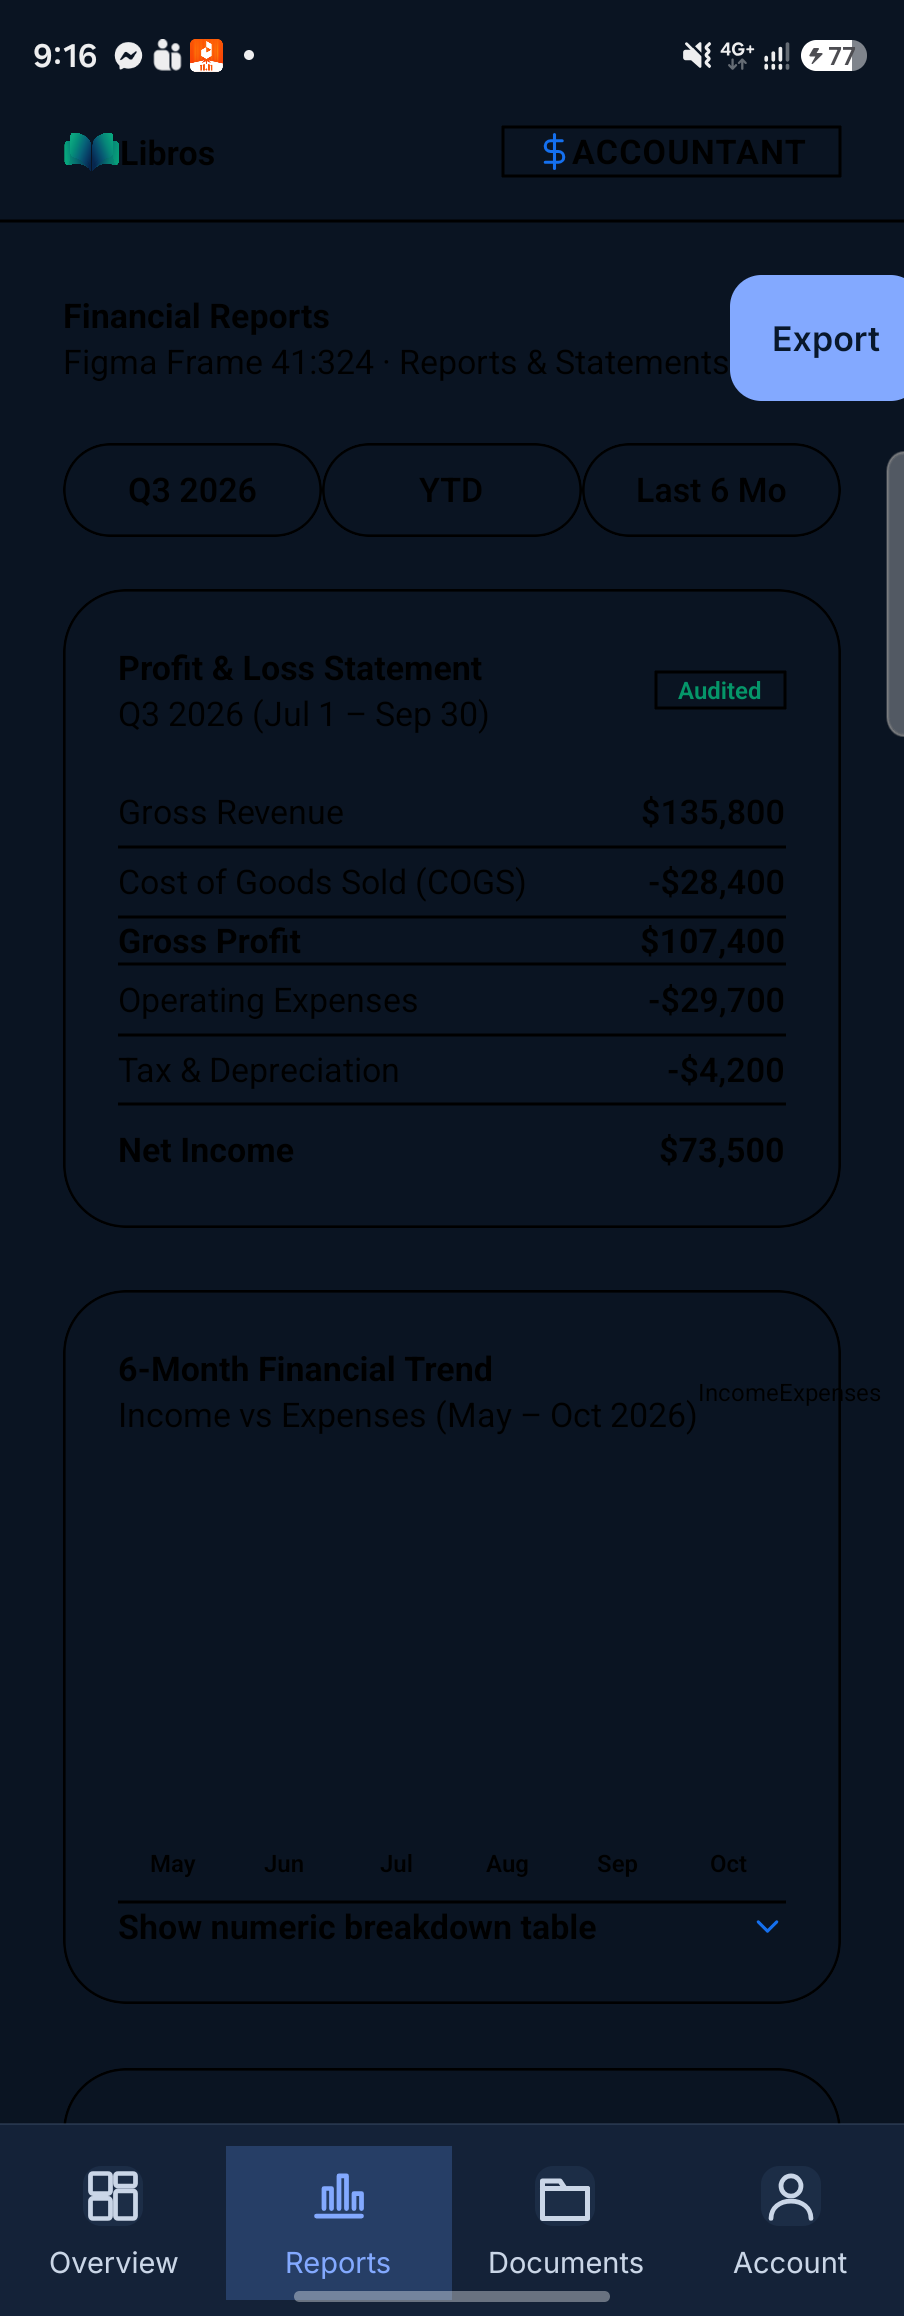 9:16
4G+
77
Libros
$ ACCOUNTANT
Financial Reports
Figma Frame 41:324 · Reports & Statements
Export
Q3 2026
YTD
Last 6 Mo
Profit & Loss Statement
Q3 2026 (Jul 1 – Sep 30)
Audited
Gross Revenue $135,800
Cost of Goods Sold (COGS) -$28,400
Gross Profit $107,400
Operating Expenses -$29,700
Tax & Depreciation -$4,200
Net Income $73,500
6-Month Financial Trend
Income vs Expenses (May – Oct 2026)
IncomeExpenses
May Jun Jul Aug Sep Oct
Show numeric breakdown table
Overview
Reports
Documents
Account